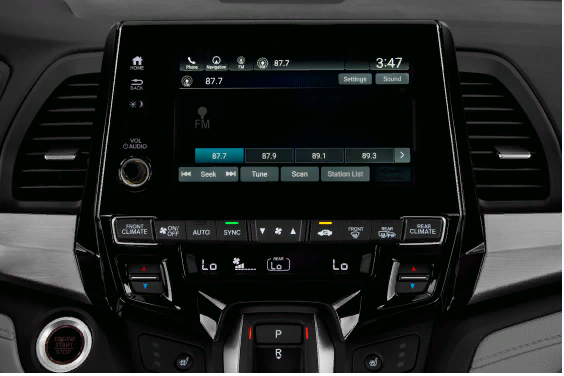 HOME
BACK
VOL
AUDIO
Phone Navigation FM 87.7 3:47
87.7 Settings Sound
FM
87.7 87.9 89.1 89.3
Seek Tune Scan Station List
FRONT CLIMATE ON/OFF AUTO SYNC FRONT REAR REAR CLIMATE
Lo REAR Lo Lo
ENGINE
START
STOP
P
R